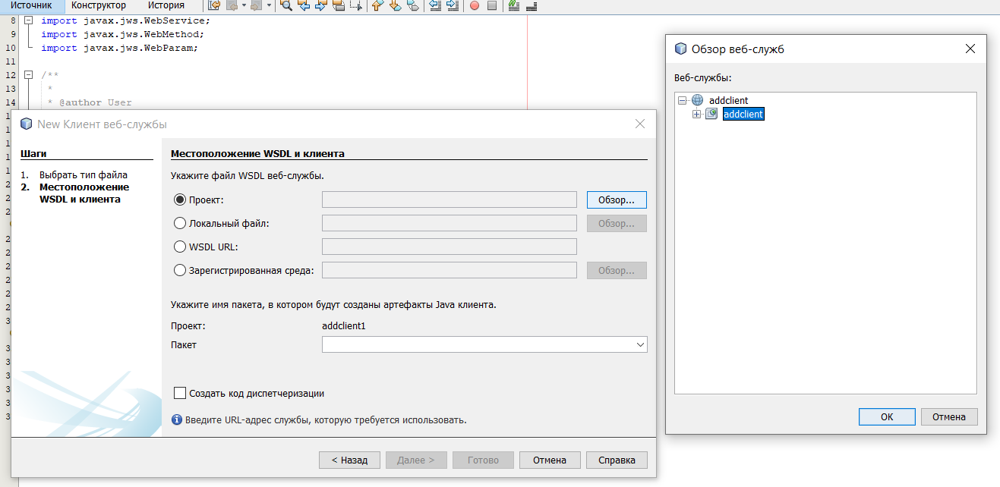 Источник Конструктор История
8 import javax.jws.WebService;
9 import javax.jws.WebMethod;
10 import javax.jws.WebParam;
11
12 /**
13 *
14 * @author User
New Клиент веб-службы
Шаги
1. Выбрать тип файла
2. Местоположение
WSDL и клиента
Местоположение WSDL и клиента
Укажите файл WSDL веб-службы.
Проект: Обзор...
Локальный файл: Обзор...
WSDL URL:
Зарегистрированная среда: Обзор...
Укажите имя пакета, в котором будут созданы артефакты Java клиента.
Проект: addclient1
Пакет
Создать код диспетчеризации
Введите URL-адрес службы, которую требуется использовать.
< Назад Далее > Готово Отмена Справка
Обзор веб-служб
Веб-службы:
addclient
addclient
ОК Отмена